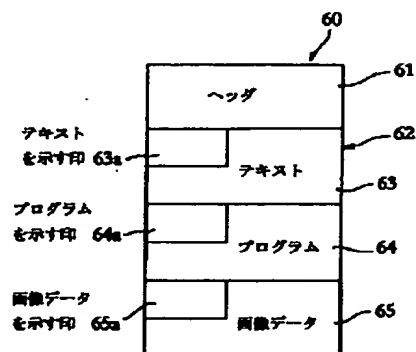 60
ヘッダ
61
テキスト
を示す印 63a
62
テキスト
63
プログラム
を示す印 64a
プログラム
64
画像データ
を示す印 65a
画像データ
65